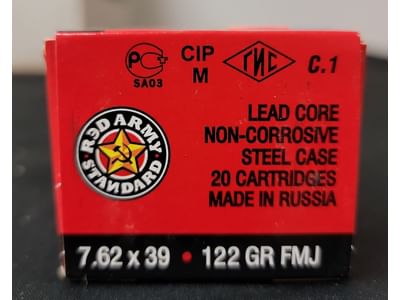 РС
SA03
CIP
M
ГИС
C.1
RED ARMY
STANDARD
LEAD CORE
NON-CORROSIVE
STEEL CASE
20 CARTRIDGES
MADE IN RUSSIA
7.62 x 39 • 122 GR FMJ